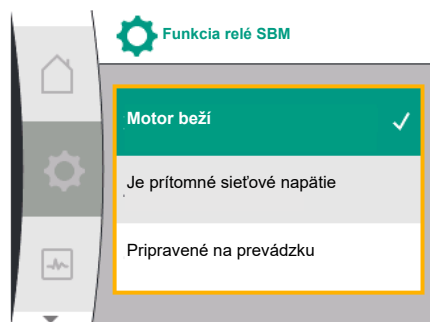 Funkcia relé SBM
Motor beží
Je prítomné sieťové napätie
Pripravené na prevádzku